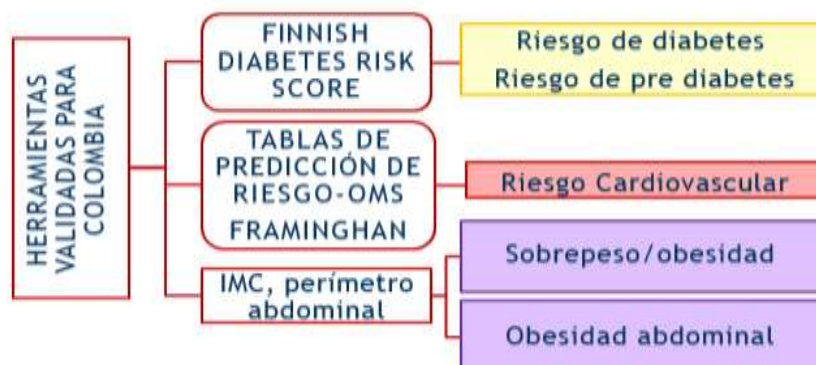 HERRAMIENTAS
VALIDADAS PARA
COLOMBIA
FINNISH
DIABETES RISK
SCORE
Riesgo de diabetes
Riesgo de pre diabetes
TABLAS DE
PREDICCIÓN DE
RIESGO-OMS
FRAMINGHAN
Riesgo Cardiovascular
IMC, perímetro
abdominal
Sobrepeso/obesidad
Obesidad abdominal